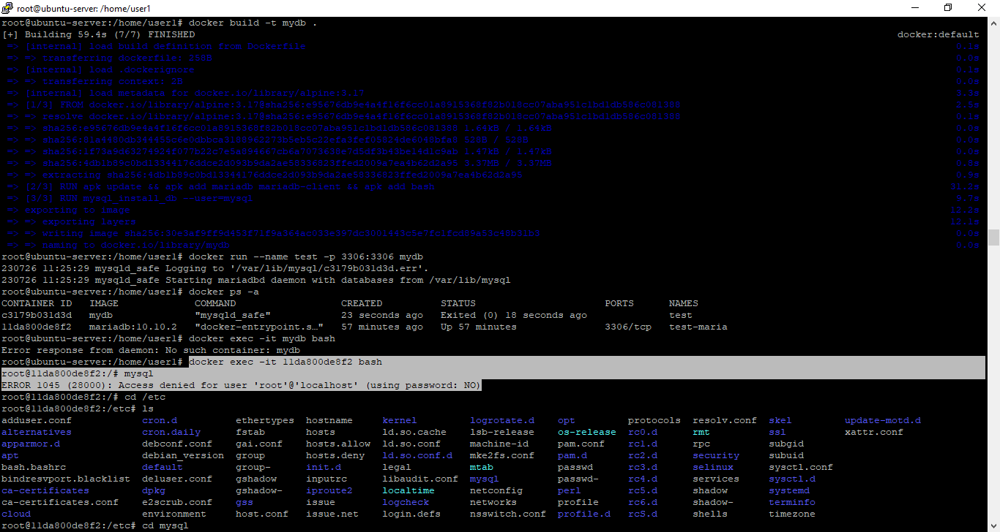 root@ubuntu-server: /home/user1
root@ubuntu-server:/home/user1# docker build -t mydb .
[+] Building 59.4s (7/7) FINISHED docker:default
=> [internal] load build definition from Dockerfile 0.1s
=> => transferring dockerfile: 258B 0.0s
=> [internal] load .dockerignore 0.1s
=> => transferring context: 2B 0.0s
=> [internal] load metadata for docker.io/library/alpine:3.17 3.3s
=> [1/3] FROM docker.io/library/alpine:3.17@ 2.5s
=> => resolve docker.io/library/alpine:3.17@ 0.1s
=> => 1.64kB / 1.64kB 0.0s
=> => 528B / 528B 0.0s
=> => 1.47kB / 1.47kB 0.0s
=> => 3.37MB / 3.37MB 0.8s
=> => extracting 0.9s
=> [2/3] RUN apk update && apk add mariadb mariadb-client && apk add bash 31.2s
=> [3/3] RUN mysql_install_db --user=mysql 9.7s
=> exporting to image 12.2s
=> => exporting layers 12.1s
=> => writing image 0.0s
=> => naming to docker.io/library/mydb 0.0s
root@ubuntu-server:/home/user1# docker run --name test -p 3306:3306 mydb
230726 11:25:29 mysqld_safe Logging to '/var/lib/mysql/c3179b031d3d.err'.
230726 11:25:29 mysqld_safe Starting mariadbd daemon with databases from /var/lib/mysql
root@ubuntu-server:/home/user1# docker ps -a
CONTAINER ID IMAGE COMMAND CREATED STATUS PORTS NAMES
c3179b031d3d mydb "mysqld_safe" 23 seconds ago Exited (0) 18 seconds ago test
11da800de8f2 mariadb:10.10.2 "docker-entrypoint.s…" 57 minutes ago Up 57 minutes 3306/tcp test-maria
root@ubuntu-server:/home/user1# docker exec -it mydb bash
Error response from daemon: No such container: mydb
root@ubuntu-server:/home/user1# docker exec -it 11da800de8f2 bash
root@11da800de8f2:/# mysql
ERROR 1045 (28000): Access denied for user 'root'@'localhost' (using password: NO)
root@11da800de8f2:/# cd /etc
root@11da800de8f2:/etc# ls
adduser.conf cron.d ethertypes hostname kernel logrotate.d opt protocols resolv.conf skel update-motd.d
alternatives cron.daily fstab hosts ld.so.cache lsb-release os-release rc0.d rmt ssl xattr.conf
apparmor.d debconf.conf gai.conf hosts.allow ld.so.conf machine-id pam.conf rc1.d rpc subgid
apt debian_version group hosts.deny ld.so.conf.d mke2fs.conf pam.d rc2.d security subuid
bash.bashrc default group- init.d legal mtab passwd rc3.d selinux sysctl.conf
bindresvport.blacklist deluser.conf gshadow inputrc libaudit.conf mysql passwd- rc4.d services sysctl.d
ca-certificates dpkg gshadow- iproute2 localtime netconfig perl rc5.d shadow systemd
ca-certificates.conf e2scrub.conf gss issue logcheck networks profile rc6.d shadow- terminfo
cloud environment host.conf issue.net login.defs nsswitch.conf profile.d rcS.d shells timezone
root@11da800de8f2:/etc# cd mysql